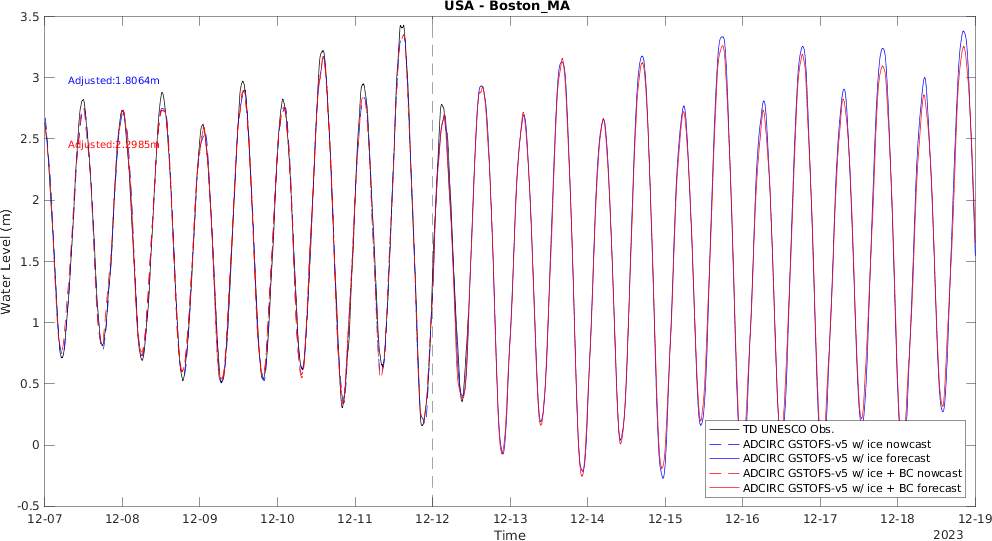 USA - Boston_MA
3.5
3
2.5
2
1.5
1
0.5
0
-0.5
Water Level (m)
Adjusted:1.8064m
Adjusted:2.2985m
TD UNESCO Obs.
ADCIRC GSTOFS-v5 w/ ice nowcast
ADCIRC GSTOFS-v5 w/ ice forecast
ADCIRC GSTOFS-v5 w/ ice + BC nowcast
ADCIRC GSTOFS-v5 w/ ice + BC forecast
12-07 12-08 12-09 12-10 12-11 12-12 12-13 12-14 12-15 12-16 12-17 12-18 12-19
Time
2023